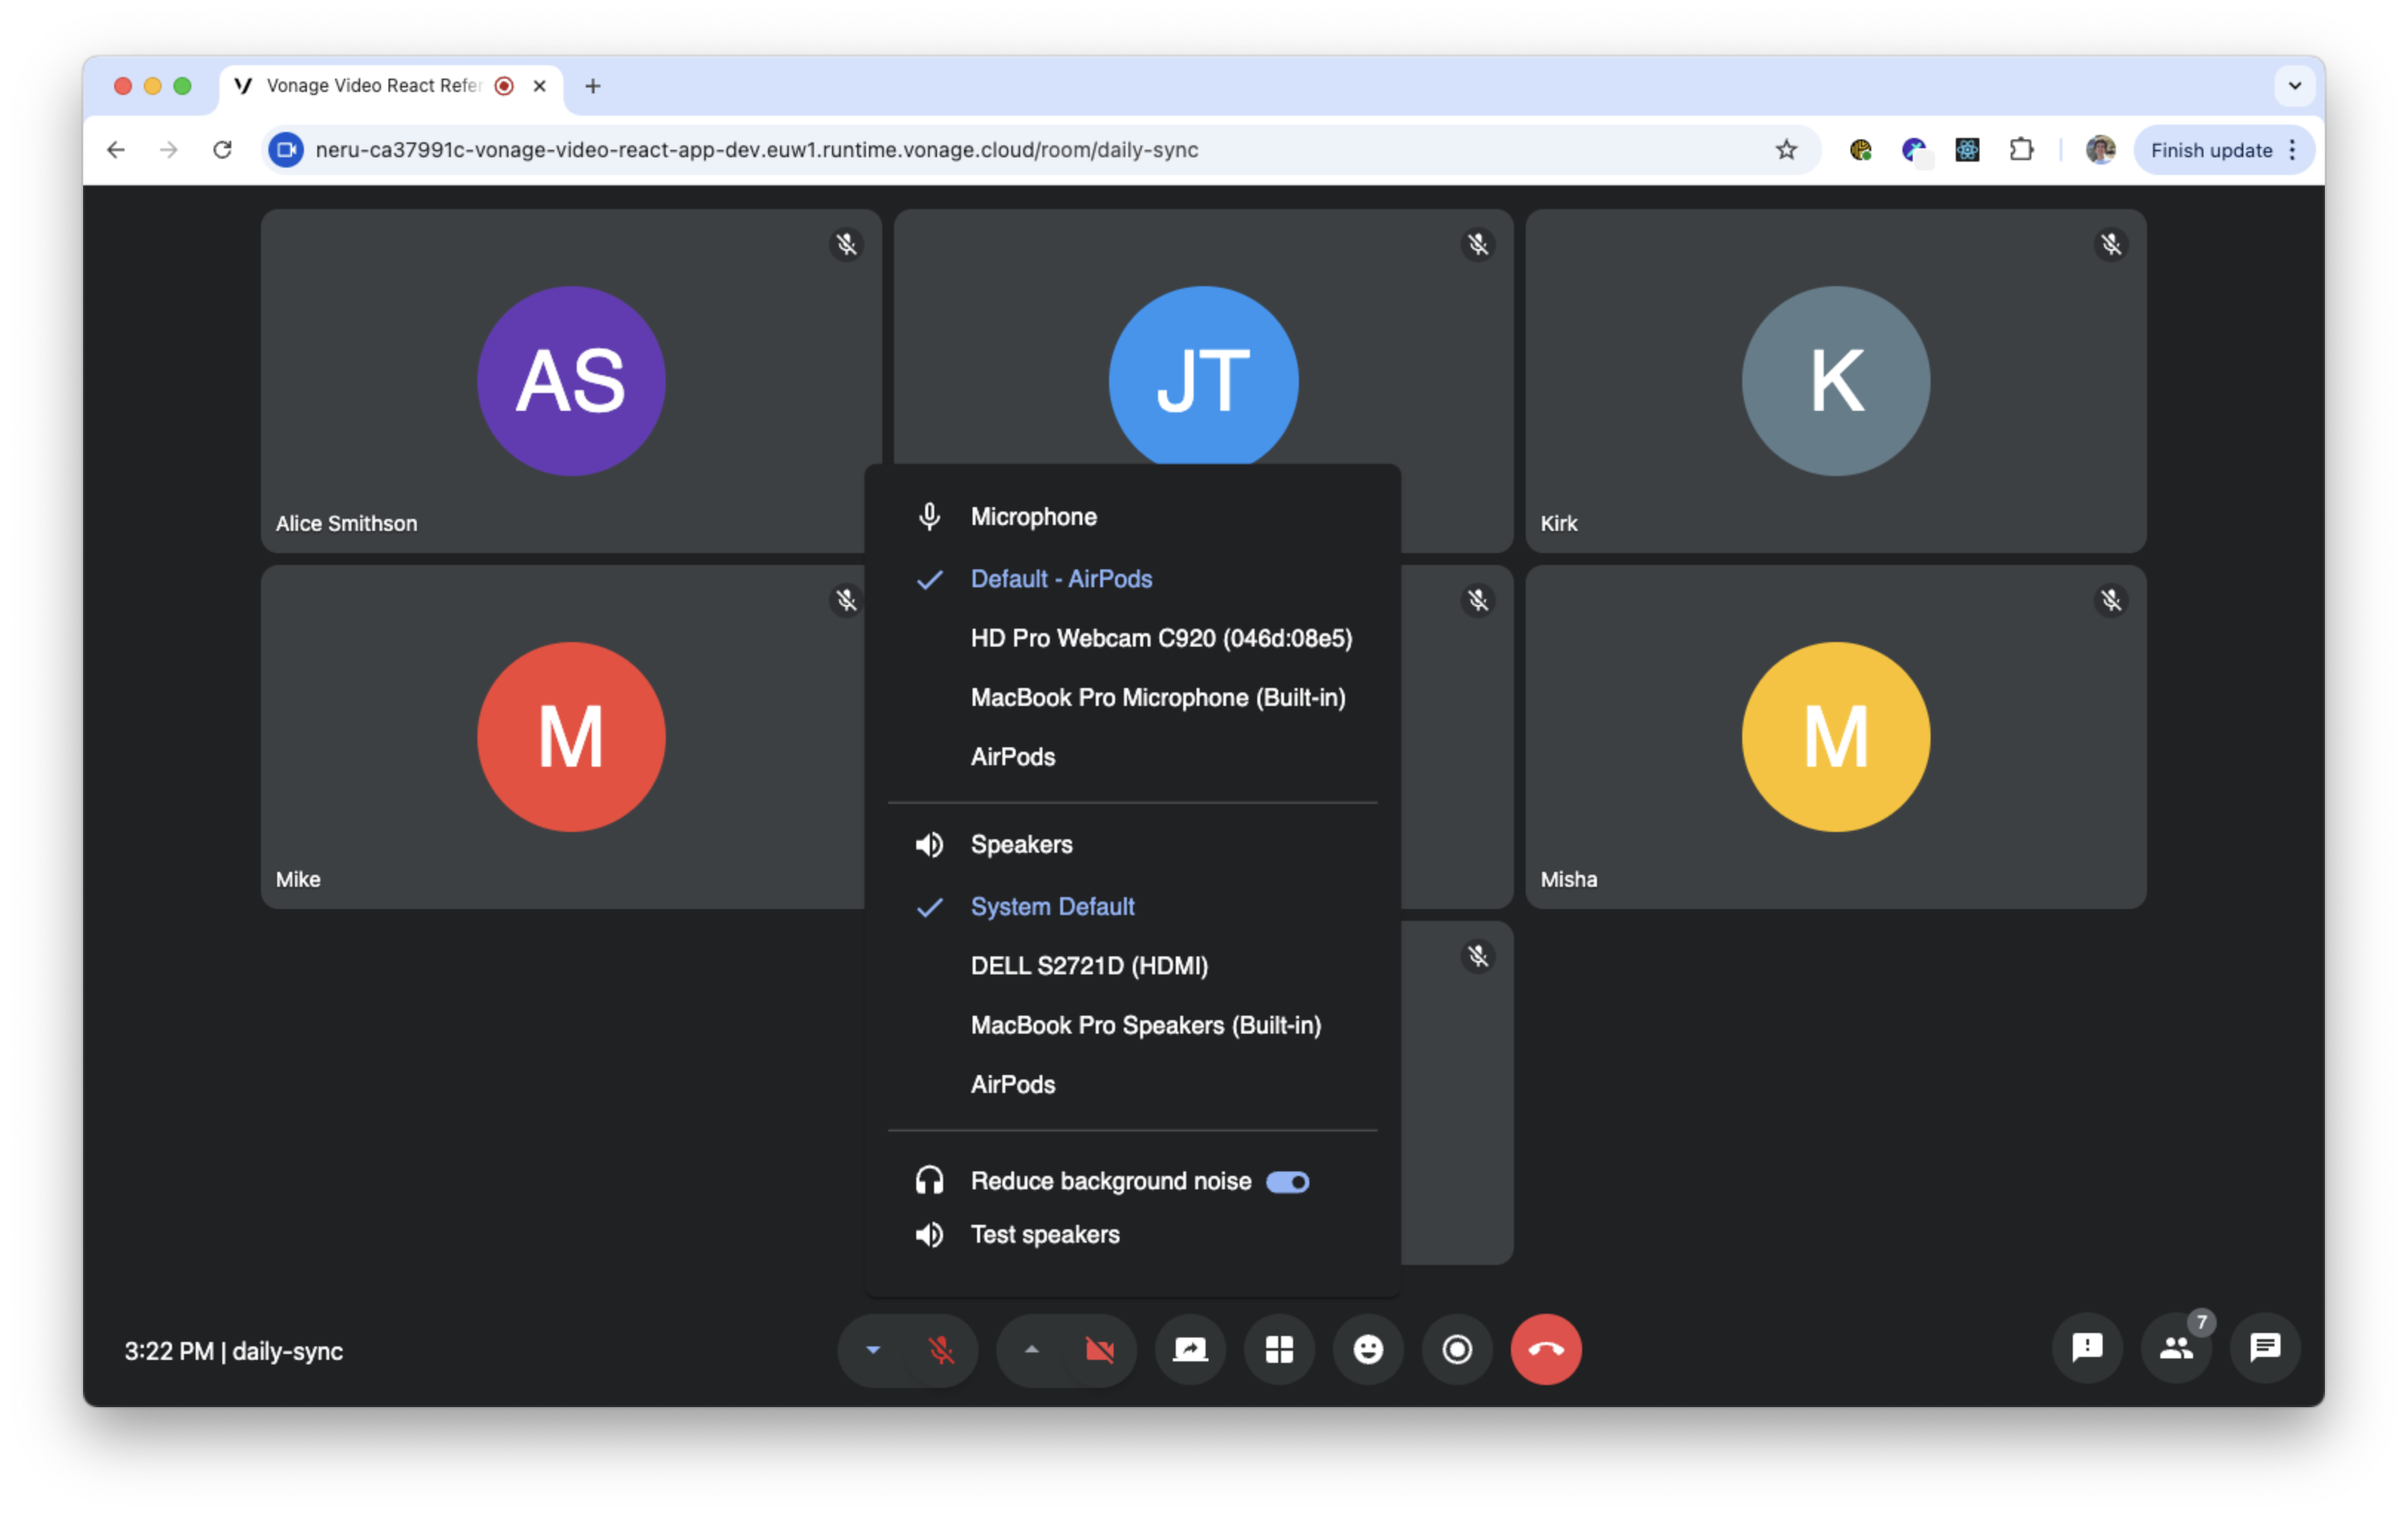 Vonage Video React Refer
neru-ca37991c-vonage-video-react-app-dev.euw1.runtime.vonage.cloud/room/daily-sync
Finish update
AS
JT
K
Alice Smithson
Kirk
M
M
Mike
Misha
Microphone
Default - AirPods
HD Pro Webcam C920 (046d:08e5)
MacBook Pro Microphone (Built-in)
AirPods
Speakers
System Default
DELL S2721D (HDMI)
MacBook Pro Speakers (Built-in)
AirPods
Reduce background noise
Test speakers
3:22 PM | daily-sync
7